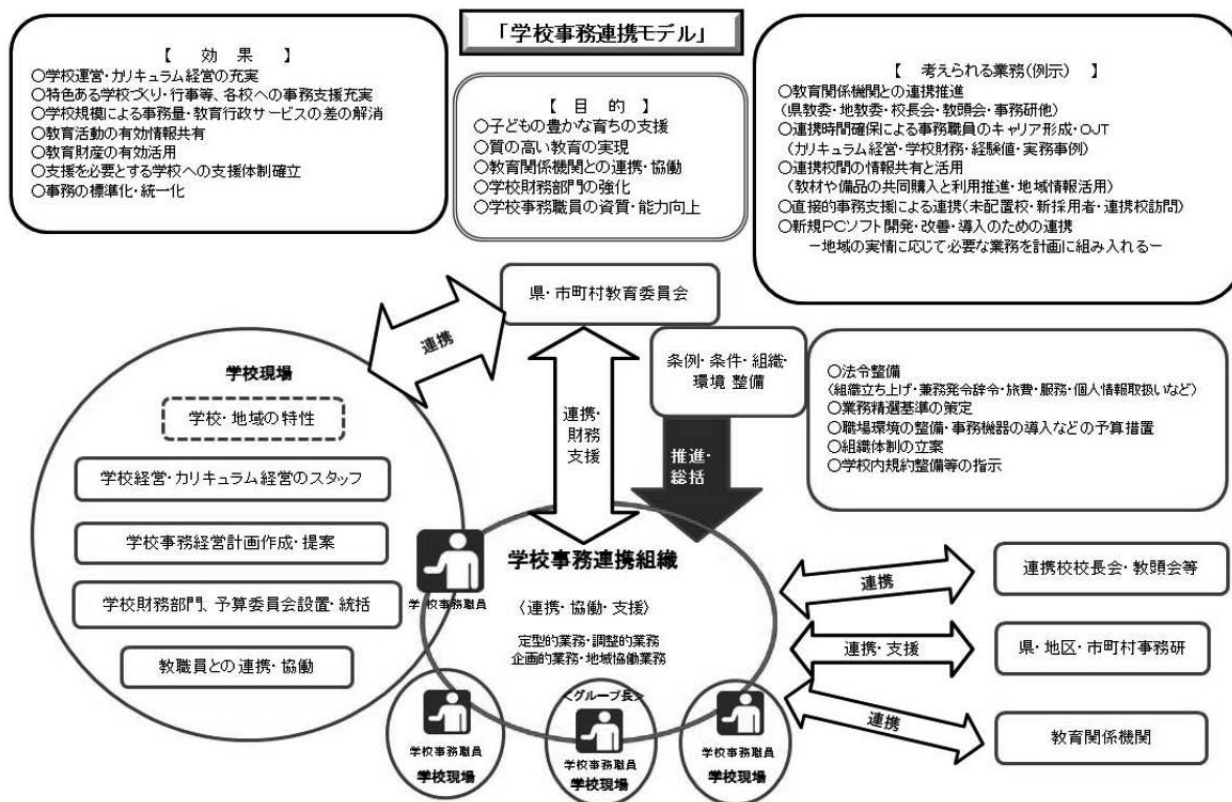 「学校事務連携モデル」
【 効 果 】
○学校運営・カリキュラム経営の充実
○特色ある学校づくり・行事等、各校への事務支援充実
○学校規模による事務量・教育行政サービスの差の解消
○教育活動の有効情報共有
○教育財産の有効活用
○支援を必要とする学校への支援体制確立
○事務の標準化・統一化
【 目 的 】
○子どもの豊かな育ちの支援
○質の高い教育の実現
○教育関係機関との連携・協働
○学校財務部門の強化
○学校事務職員の資質・能力向上
【 考えられる業務(例示) 】
○教育関係機関との連携推進
(県教委・地教委・校長会・教頭会・事務研他)
○連携時間確保による事務職員のキャリア形成・OJT
(カリキュラム経営・学校財務・経験値・実務事例)
○連携校間の情報共有と活用
(教材や備品の共同購入と利用推進・地域情報活用)
○直接的事務支援による連携(未配置校・新採用者・連携校訪問)
○新規PCソフト開発・改善・導入のための連携
ー地域の実情に応じて必要な業務を計画に組み入れるー
県・市町村教育委員会
連携
学校現場
学校・地域の特性
学校経営・カリキュラム経営のスタッフ
学校事務経営計画作成・提案
学校財務部門、予算委員会設置・統括
教職員との連携・協働
連携・
財務
支援
条例・条件・組織・
環境 整備
推進・
総括
○法令整備
(組織立ち上げ・兼務発令辞令・旅費・服務・個人情報取扱いなど)
○業務精選基準の策定
○職場環境の整備・事務機器の導入などの予算措置
○組織体制の立案
○学校内規約整備等の指示
学校事務職員
学校事務連携組織
〈連携・協働・支援〉
定型的業務・調整的業務
企画的業務・地域協働業務
連携
連携校校長会・教頭会等
連携・支援
県・地区・市町村事務研
連携
教育関係機関
学校事務職員
学校現場
<グループ長>
学校事務職員
学校現場
学校事務職員
学校現場